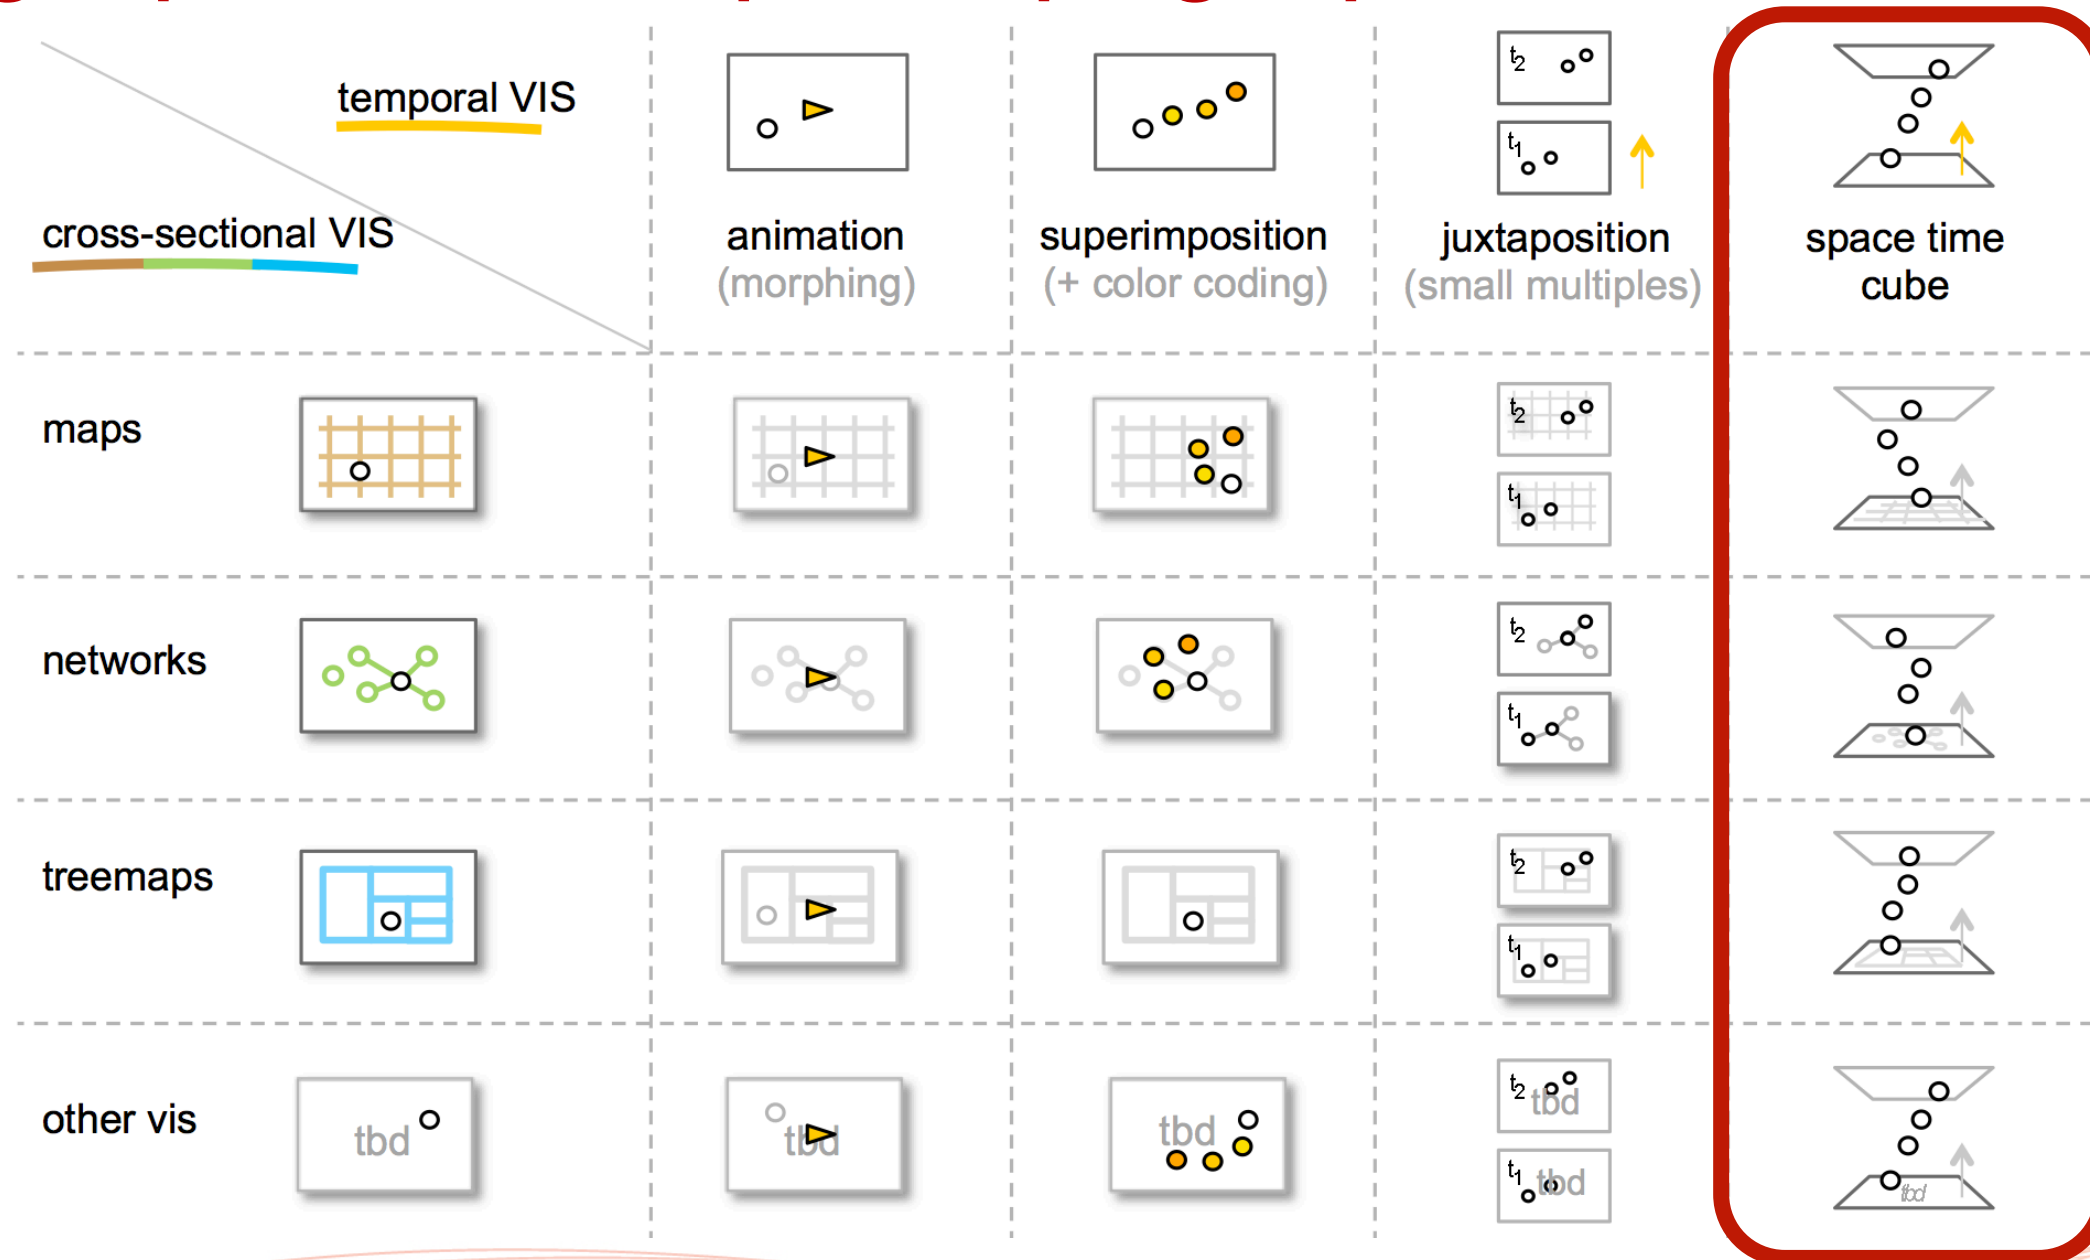 temporal VIS
cross-sectional VIS
animation
(morphing)
superimposition
(+ color coding)
t2
t1
juxtaposition
(small multiples)
space time
cube
maps
t2
t1
networks
t2
t1
treemaps
t2
t1
other vis
tbd
tbd
tbd
t2
tbd
t1
tbd
tbd